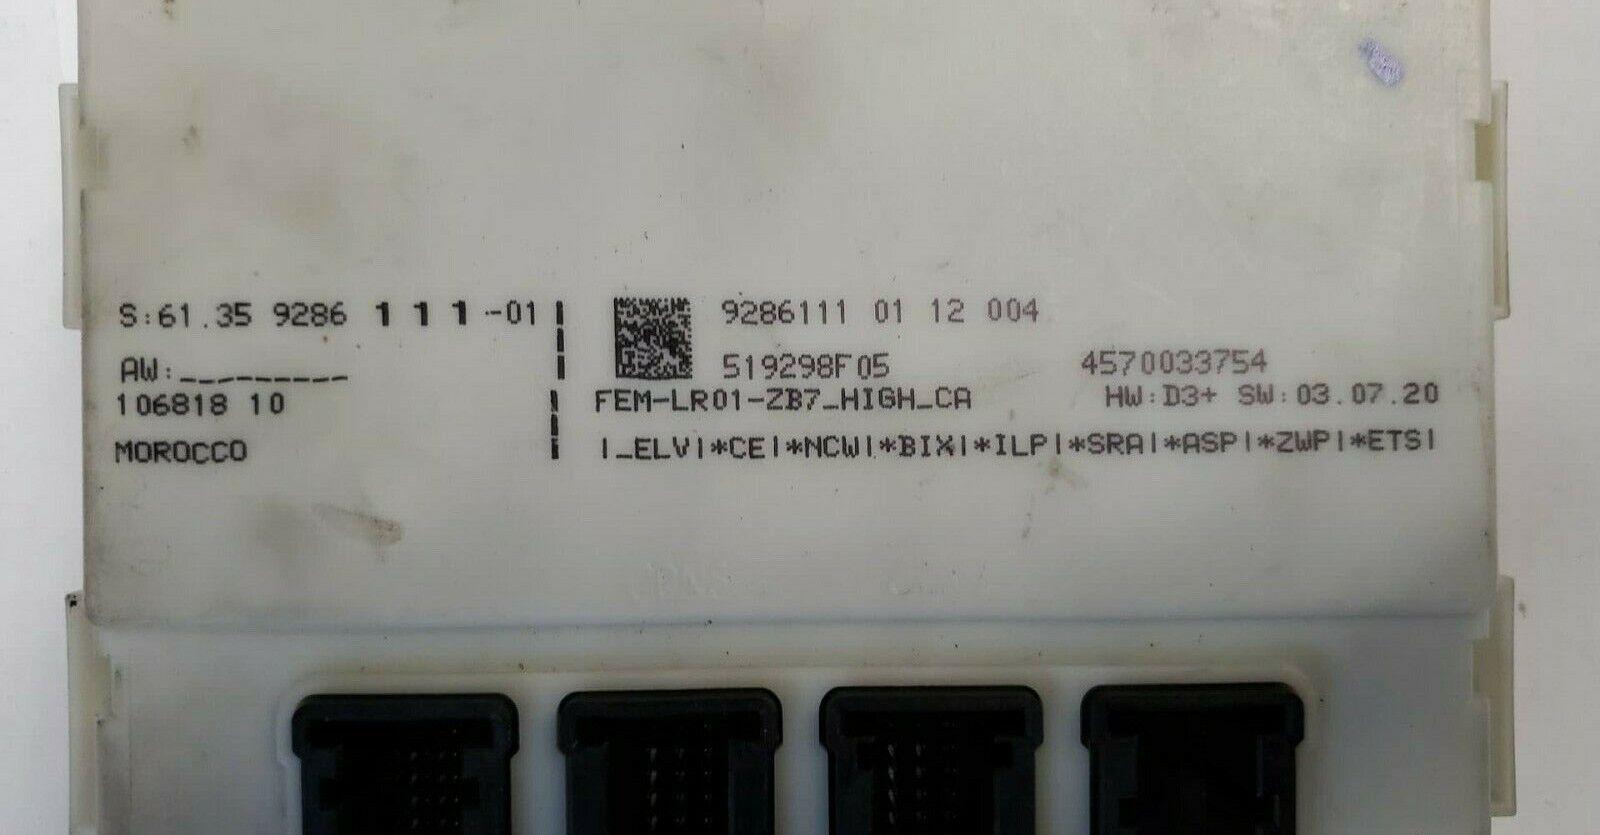 S:61.35 9286 111-01
AW:_________
106818 10
MOROCCO
9286111 01 12 004
519298F05 4570033754
FEM-LR01-ZB7_HIGH_CA HW:D3+ SW:03.07.20
|_ELV|*CE|*NCW|*BIX|*ILP|*SRA|*ASP|*ZWP|*ETS|